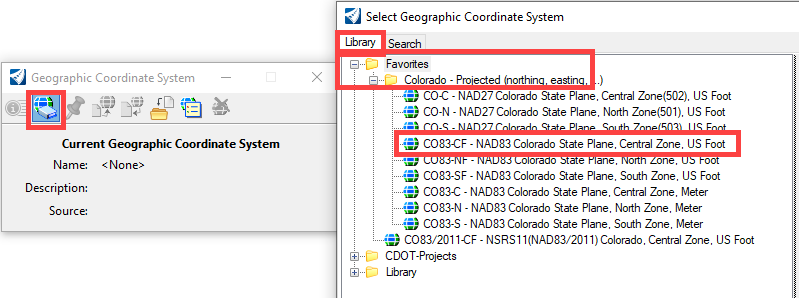 Geographic Coordinate System
Current Geographic Coordinate System
Name: <None>
Description:
Source:
Select Geographic Coordinate System
Library Search
Favorites
Colorado - Projected (northing, easting, ...)
CO-C - NAD27 Colorado State Plane, Central Zone(502), US Foot
CO-N - NAD27 Colorado State Plane, North Zone(501), US Foot
CO-S - NAD27 Colorado State Plane, South Zone(503), US Foot
CO83-CF - NAD83 Colorado State Plane, Central Zone, US Foot
CO83-NF - NAD83 Colorado State Plane, North Zone, US Foot
CO83-SF - NAD83 Colorado State Plane, South Zone, US Foot
CO83-C - NAD83 Colorado State Plane, Central Zone, Meter
CO83-N - NAD83 Colorado State Plane, North Zone, Meter
CO83-S - NAD83 Colorado State Plane, South Zone, Meter
CO83/2011-CF - NSRS11(NAD83/2011) Colorado, Central Zone, US Foot
CDOT-Projects
Library